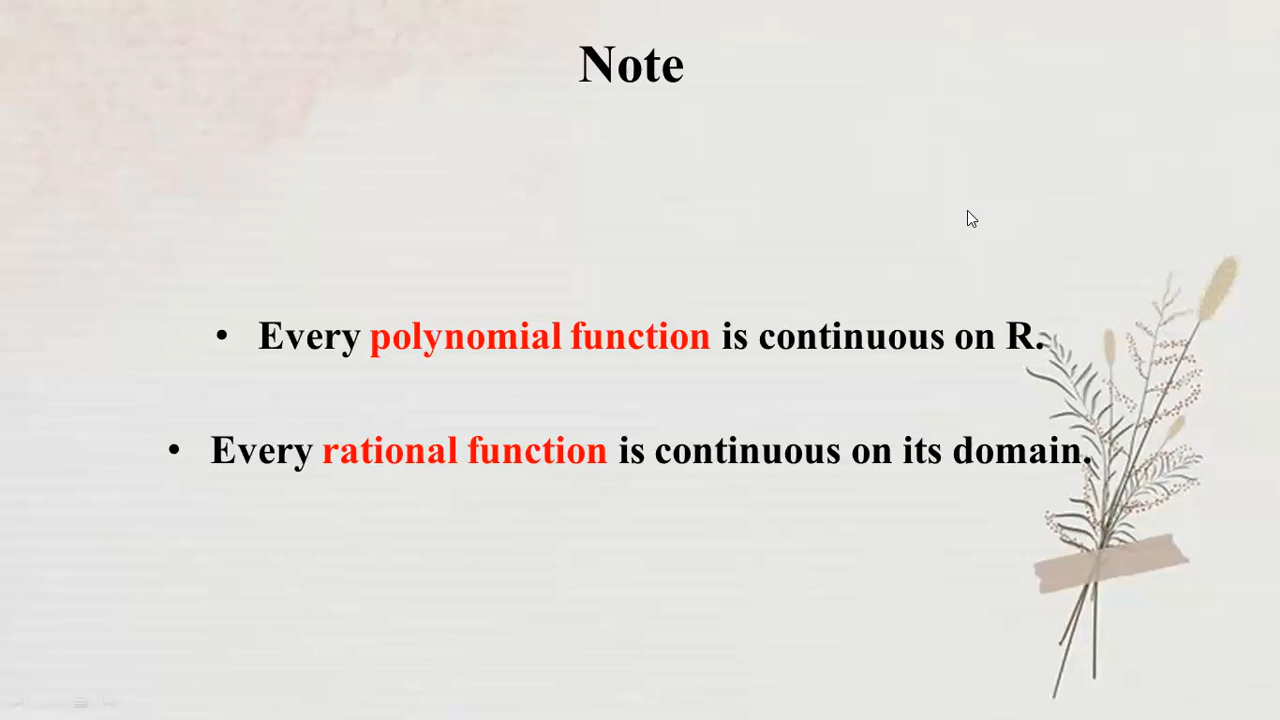 Note
• Every polynomial function is continuous on R.
• Every rational function is continuous on its domain.